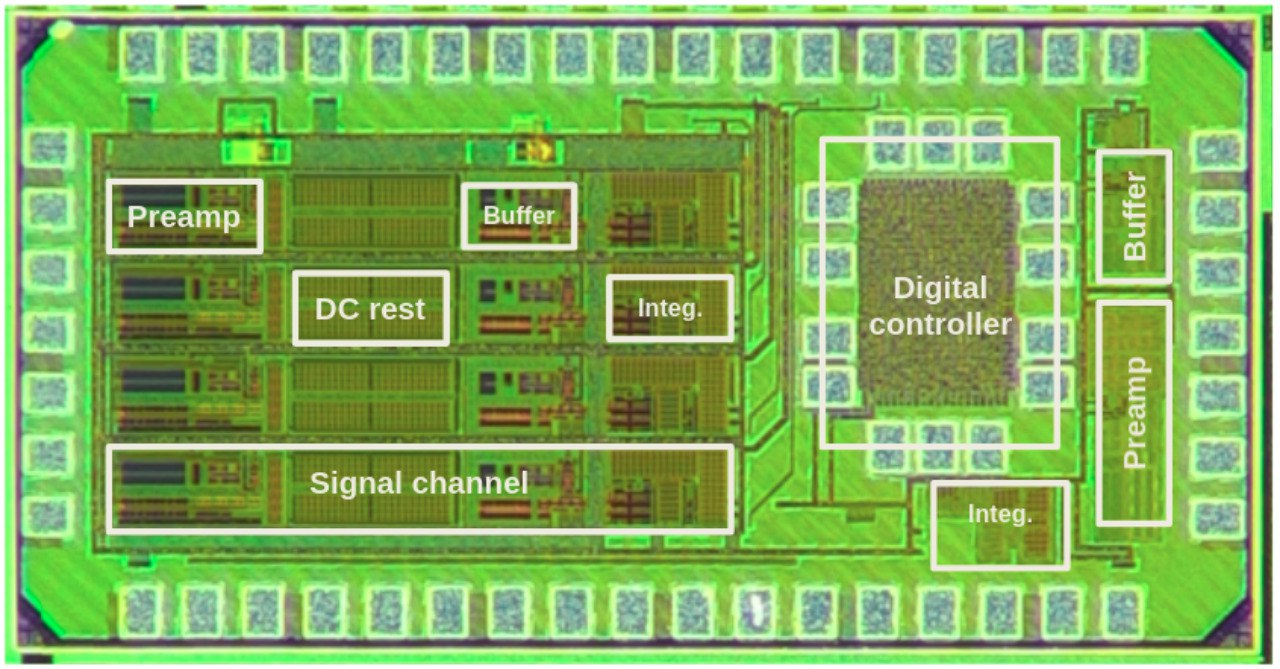 Preamp
Buffer
DC rest
Integ.
Signal channel
Digital
controller
Buffer
Preamp
Integ.